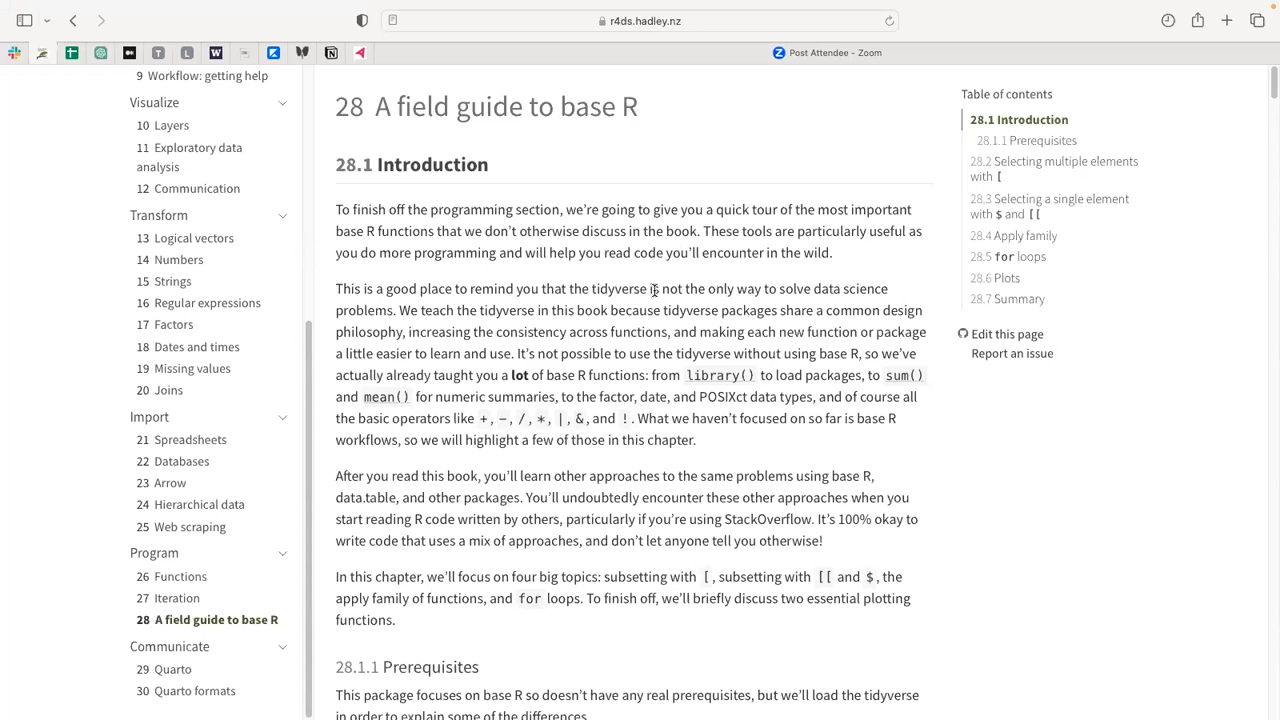 r4ds.hadley.nz
Post Attendee - Zoom
9 Workflow: getting help
Visualize
10 Layers
11 Exploratory data
analysis
12 Communication
Transform
13 Logical vectors
14 Numbers
15 Strings
16 Regular expressions
17 Factors
18 Dates and times
19 Missing values
20 Joins
Import
21 Spreadsheets
22 Databases
23 Arrow
24 Hierarchical data
25 Web scraping
Program
26 Functions
27 Iteration
28 A field guide to base R
Communicate
29 Quarto
30 Quarto formats
28 A field guide to base R
28.1 Introduction
To finish off the programming section, we’re going to give you a quick tour of the most important
base R functions that we don’t otherwise discuss in the book. These tools are particularly useful as
you do more programming and will help you read code you’ll encounter in the wild.
This is a good place to remind you that the tidyverse is not the only way to solve data science
problems. We teach the tidyverse in this book because tidyverse packages share a common design
philosophy, increasing the consistency across functions, and making each new function or package
a little easier to learn and use. It’s not possible to use the tidyverse without using base R, so we’ve
actually already taught you a lot of base R functions: from library() to load packages, to sum()
and mean() for numeric summaries, to the factor, date, and POSIXct data types, and of course all
the basic operators like +, -, /, *, |, &, and !. What we haven’t focused on so far is base R
workflows, so we will highlight a few of those in this chapter.
After you read this book, you’ll learn other approaches to the same problems using base R,
data.table, and other packages. You’ll undoubtedly encounter these other approaches when you
start reading R code written by others, particularly if you’re using StackOverflow. It’s 100% okay to
write code that uses a mix of approaches, and don’t let anyone tell you otherwise!
In this chapter, we’ll focus on four big topics: subsetting with [, subsetting with [[ and $, the
apply family of functions, and for loops. To finish off, we’ll briefly discuss two essential plotting
functions.
28.1.1 Prerequisites
This package focuses on base R so doesn’t have any real prerequisites, but we’ll load the tidyverse
in order to explain some of the differences.
Table of contents
28.1 Introduction
28.1.1 Prerequisites
28.2 Selecting multiple elements
with [
28.3 Selecting a single element
with $ and [[
28.4 Apply family
28.5 for loops
28.6 Plots
28.7 Summary
Edit this page
Report an issue